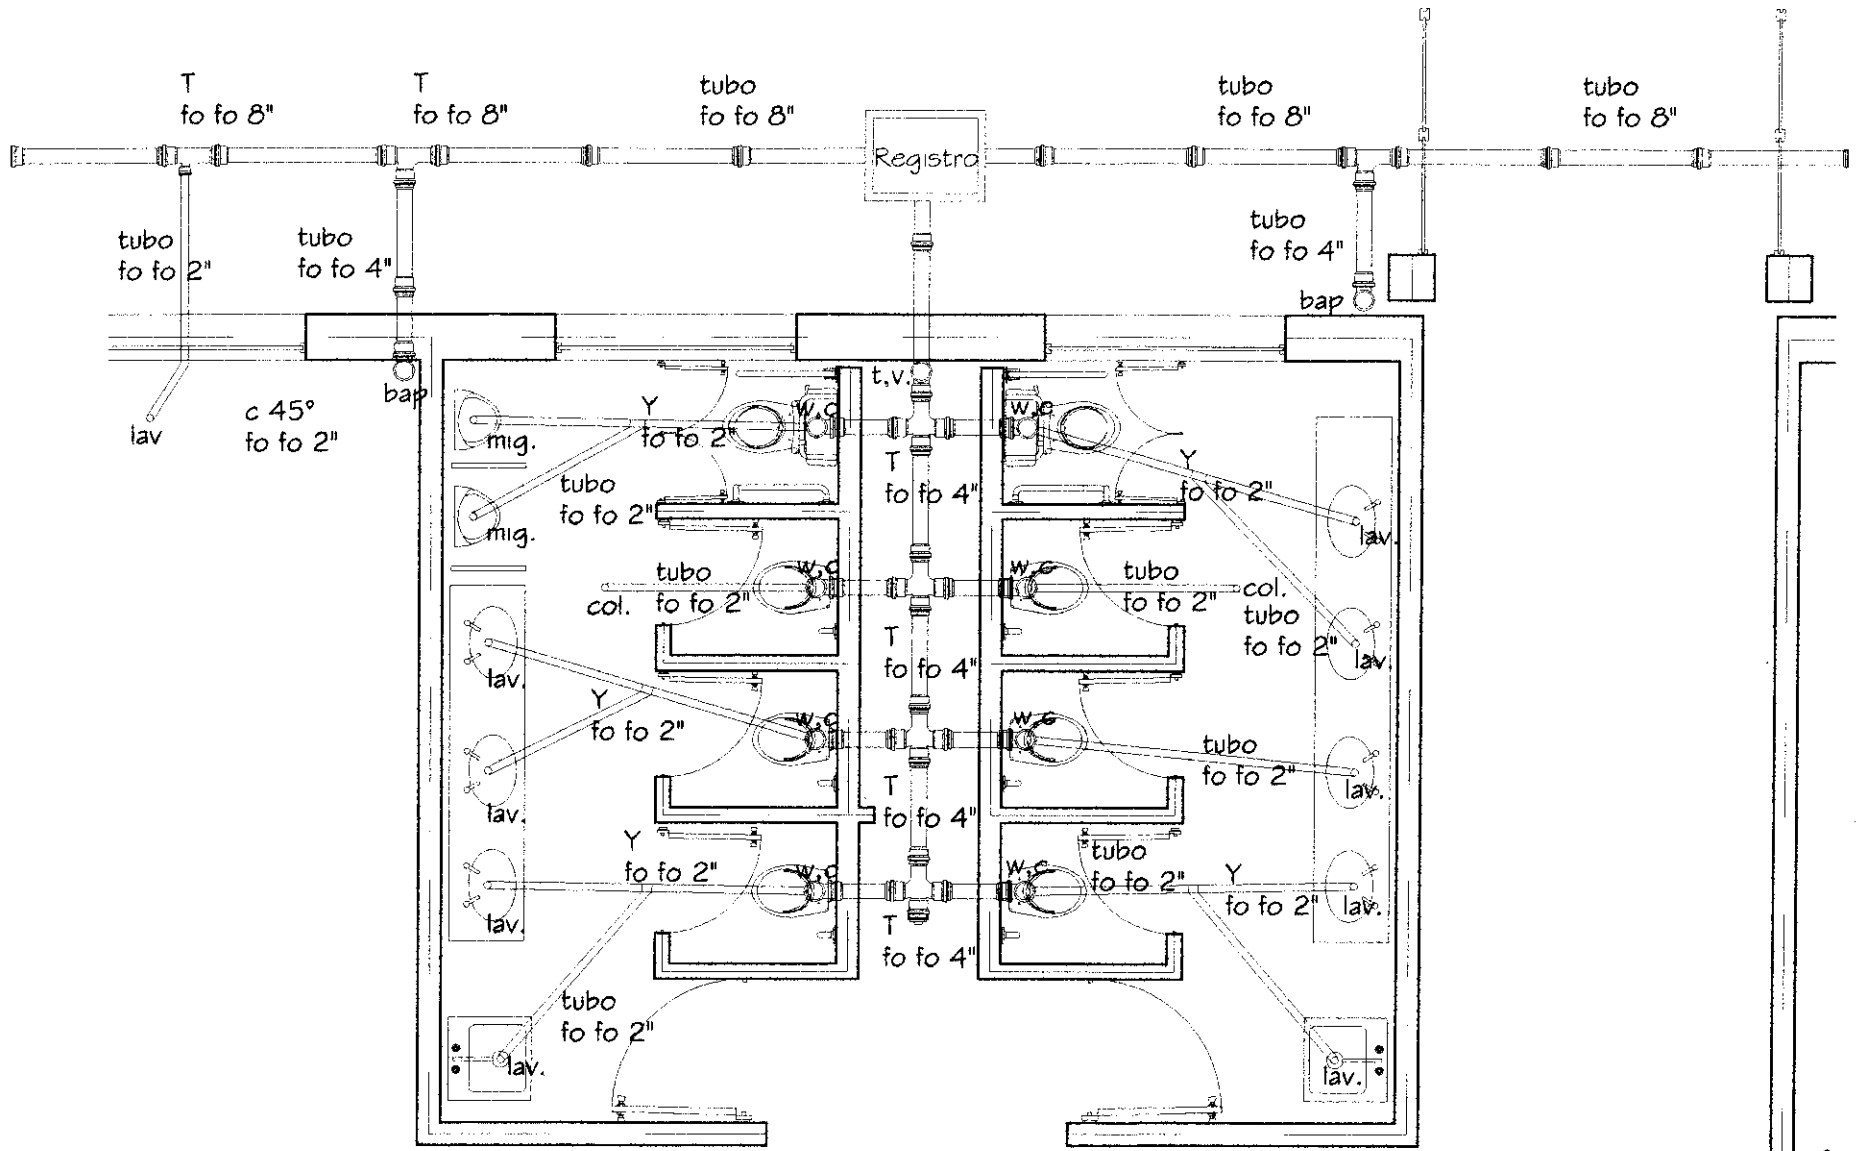 T
fo fo 8"
T
fo fo 8"
tubo
fo fo 8"
tubo
fo fo 8"
tubo
fo fo 8"
Registro
tubo
fo fo 2"
tubo
fo fo 4"
tubo
fo fo 4"
bap
bap
t,v.
lav
c 45°
fo fo 2"
mig.
Y
fo fo 2"
w,c
w,c
T
fo fo 4"
Y
fo fo 2"
tubo
fo fo 2"
mig.
lav.
col.
tubo
fo fo 2"
w,c
w,c
tubo
fo fo 2"
col.
tubo
fo fo 2"
T
fo fo 4"
lav.
lav.
Y
fo fo 2"
w,c
w,c
tubo
fo fo 2"
lav.
lav.
T
fo fo 4"
Y
fo fo 2"
w,c
w,c
tubo
fo fo 2"
Y
fo fo 2"
lav.
lav.
T
fo fo 4"
tubo
fo fo 2"
lav.
lav.